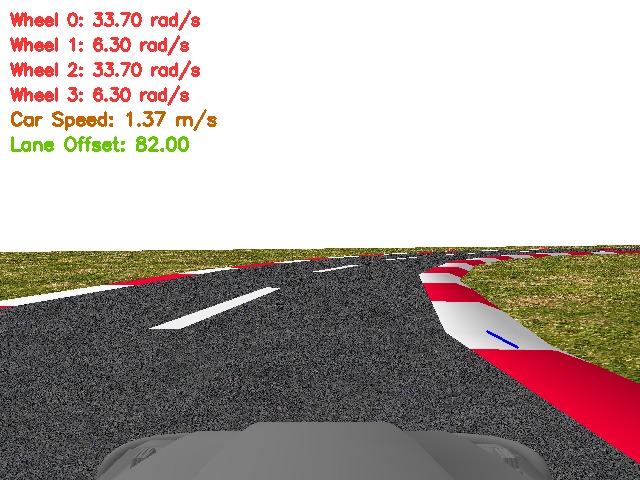 Wheel 0: 33.70 rad/s
Wheel 1: 6.30 rad/s
Wheel 2: 33.70 rad/s
Wheel 3: 6.30 rad/s
Car Speed: 1.37 m/s
Lane Offset: 82.00